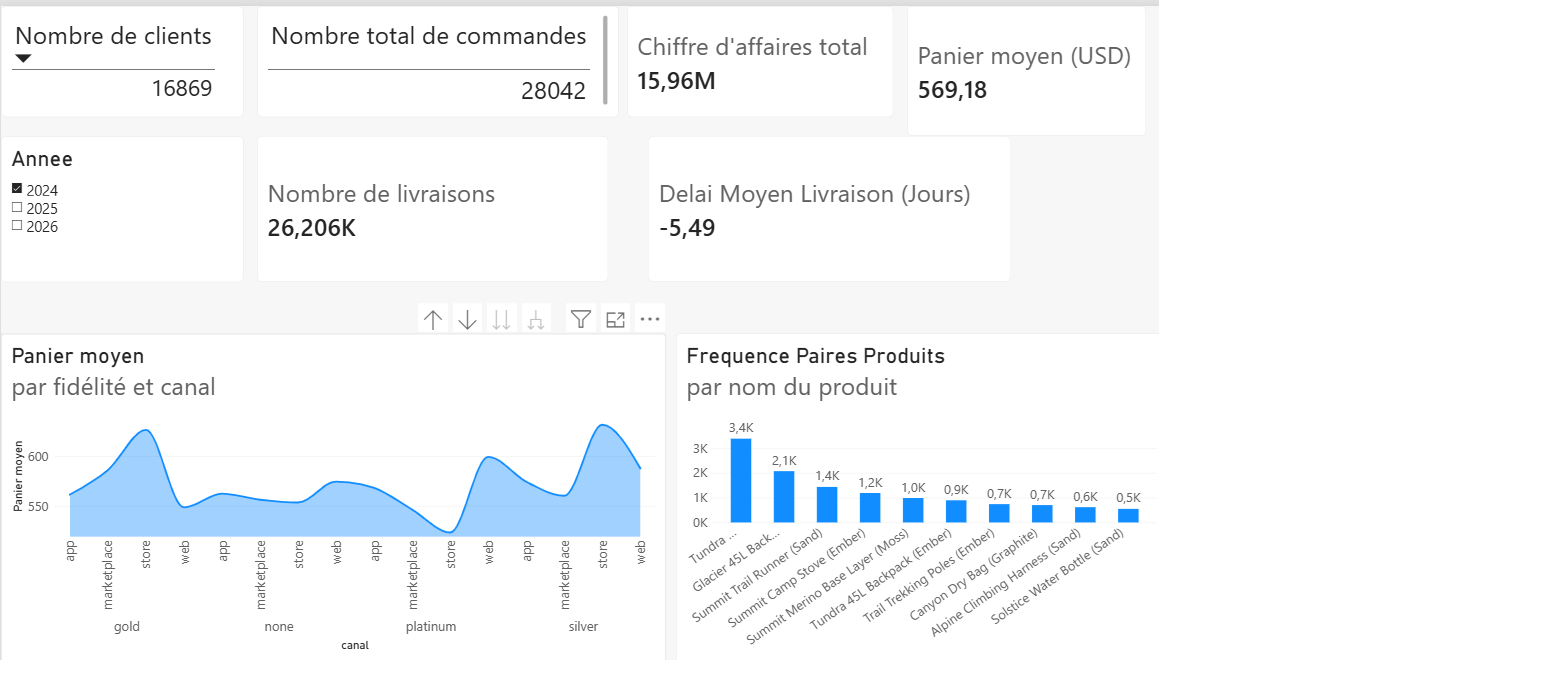 Nombre de clients
16869
Nombre total de commandes
28042
Chiffre d'affaires total
15,96M
Panier moyen (USD)
569,18
Annee
2024
2025
2026
Nombre de livraisons
26,206K
Delai Moyen Livraison (Jours)
-5,49
Panier moyen
par fidélité et canal
Panier moyen
600
550
app
marketplace
store
web
app
marketplace
store
web
app
marketplace
store
web
app
marketplace
store
web
gold
none
platinum
silver
canal
Frequence Paires Produits
par nom du produit
3K
2K
1K
0K
3,4K
2,1K
1,4K
1,2K
1,0K
0,9K
0,7K
0,7K
0,6K
0,5K
Tundra ...
Glacier 45L Back...
Summit Trail Runner (Sand)
Summit Camp Stove (Ember)
Summit Merino Base Layer (Moss)
Tundra 45L Backpack (Ember)
Trail Trekking Poles (Ember)
Canyon Dry Bag (Graphite)
Alpine Climbing Harness (Sand)
Solstice Water Bottle (Sand)